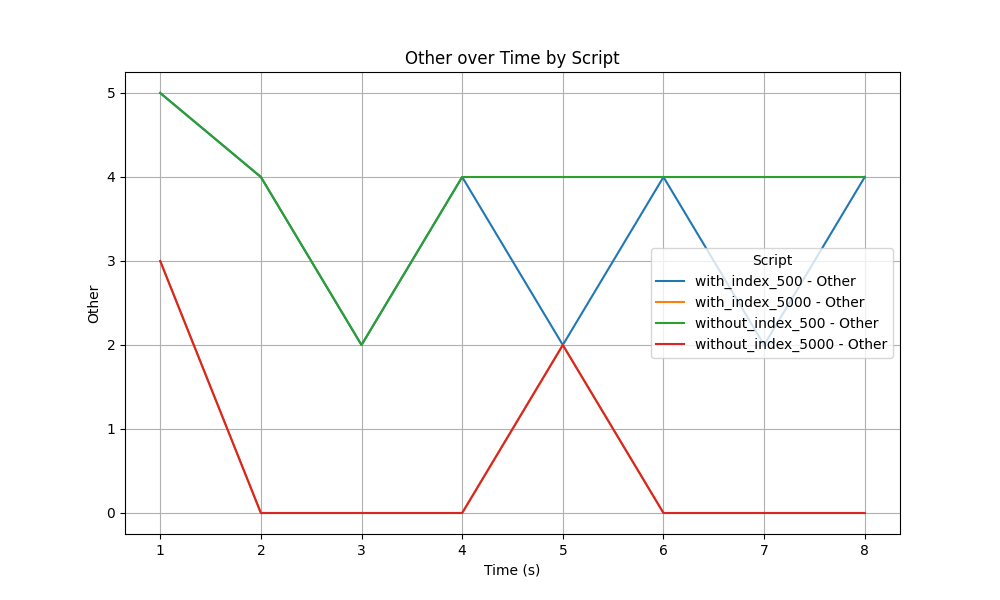 Other over Time by Script
5
4
3
2
1
0
Other
1 2 3 4 5 6 7 8
Time (s)
Script
with_index_500 - Other
with_index_5000 - Other
without_index_500 - Other
without_index_5000 - Other